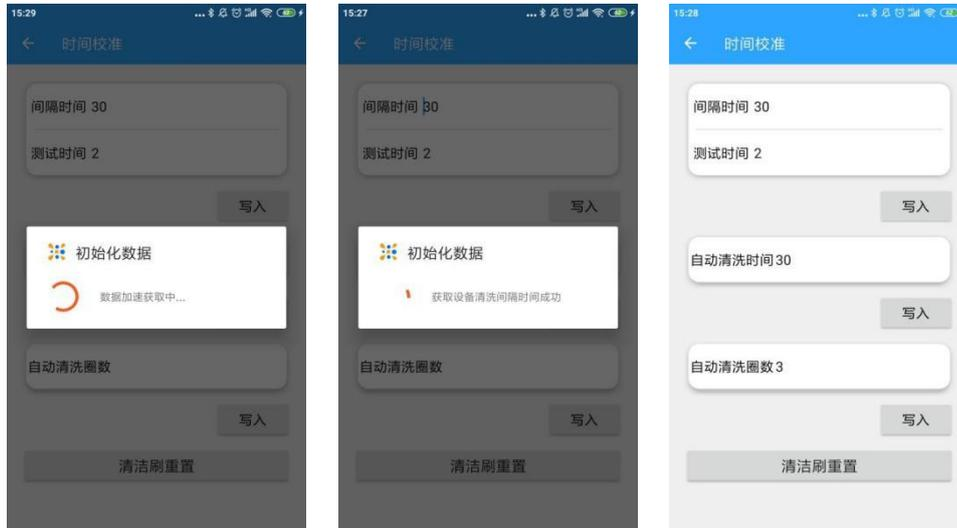 15:29
时间校准
间隔时间 30
测试时间 2
写入
初始化数据
数据加速获取中...
自动清洗圈数
写入
清洁刷重置
15:27
时间校准
间隔时间 30
测试时间 2
写入
初始化数据
获取设备清洗间隔时间成功
自动清洗圈数
写入
清洁刷重置
15:28
时间校准
间隔时间 30
测试时间 2
写入
自动清洗时间30
写入
自动清洗圈数3
写入
清洁刷重置